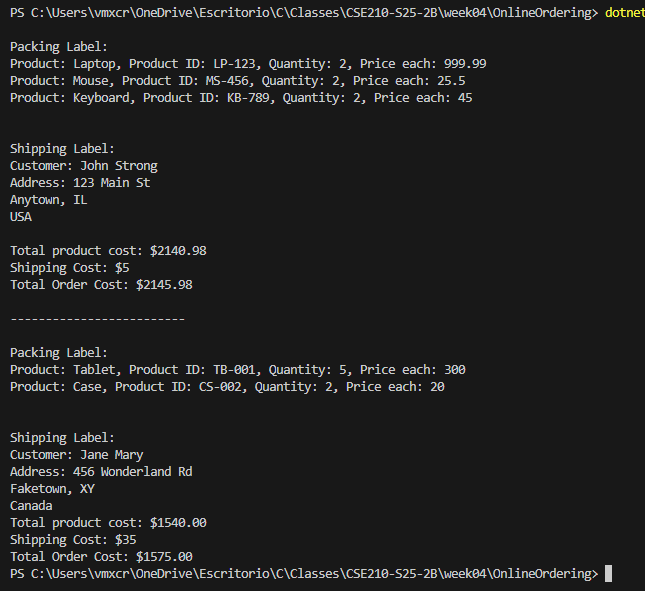 PS C:\Users\vmxcr\OneDrive\Escritorio\C\Classes\CSE210-S25-2B\week04\OnlineOrdering> dotnet
Packing Label:
Product: Laptop, Product ID: LP-123, Quantity: 2, Price each: 999.99
Product: Mouse, Product ID: MS-456, Quantity: 2, Price each: 25.5
Product: Keyboard, Product ID: KB-789, Quantity: 2, Price each: 45
Shipping Label:
Customer: John Strong
Address: 123 Main St
Anytown, IL
USA
Total product cost: $2140.98
Shipping Cost: $5
Total Order Cost: $2145.98
-------------------------
Packing Label:
Product: Tablet, Product ID: TB-001, Quantity: 5, Price each: 300
Product: Case, Product ID: CS-002, Quantity: 2, Price each: 20
Shipping Label:
Customer: Jane Mary
Address: 456 Wonderland Rd
Faketown, XY
Canada
Total product cost: $1540.00
Shipping Cost: $35
Total Order Cost: $1575.00
PS C:\Users\vmxcr\OneDrive\Escritorio\C\Classes\CSE210-S25-2B\week04\OnlineOrdering>